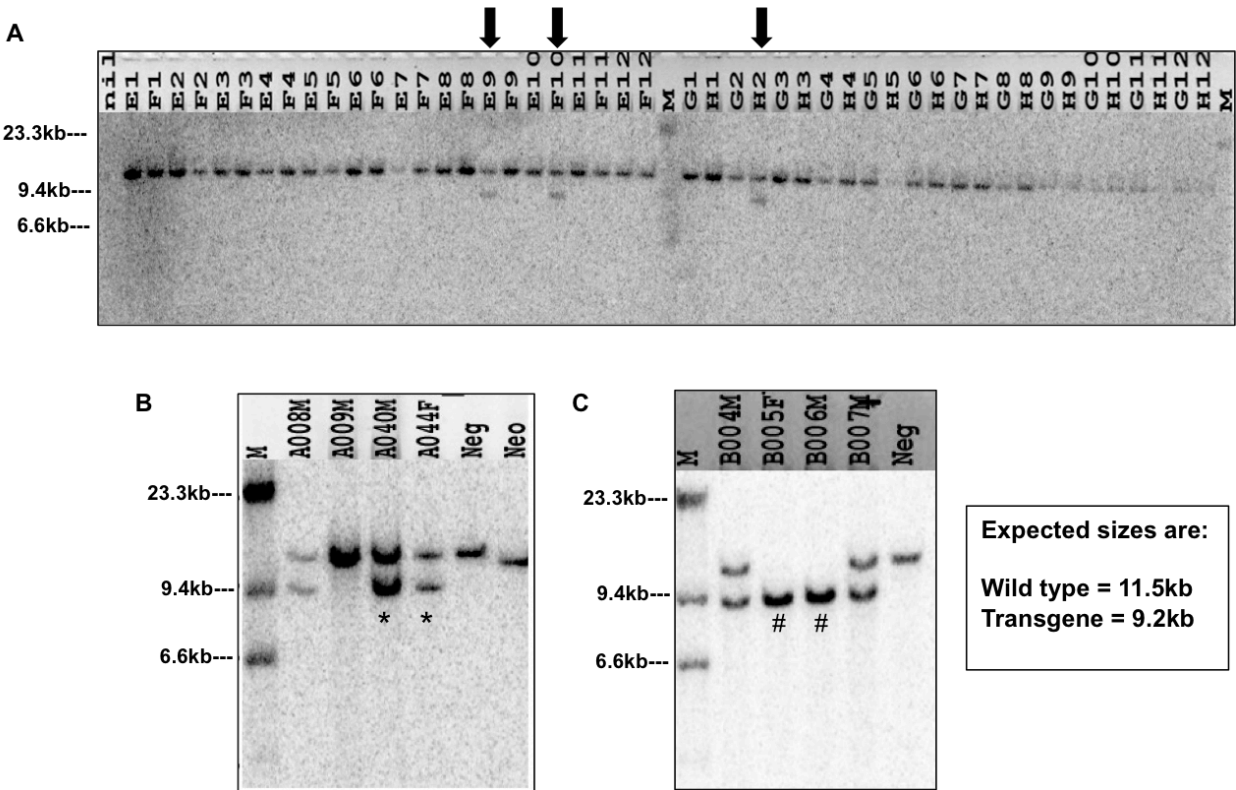 A
nil E1 F1 E2 F2 E3 F3 E4 F4 E5 F5 E6 F6 E7 F7 E8 F8 E9 F9 E10 F10 E11 F11 E12 F12 M G1 H1 G2 H2 G3 H3 G4 H4 G5 H5 G6 H6 G7 H7 G8 H8 G9 H9 G10 H10 G11 H11 G12 H12 M
23.3kb---
9.4kb---
6.6kb---
B
M A008M A009M A040M A044F Neg Neo
23.3kb---
9.4kb---
* *
6.6kb---
C
M B004M B005F B006M B007M Neg
23.3kb---
9.4kb---
# #
6.6kb---
Expected sizes are:
Wild type = 11.5kb
Transgene = 9.2kb